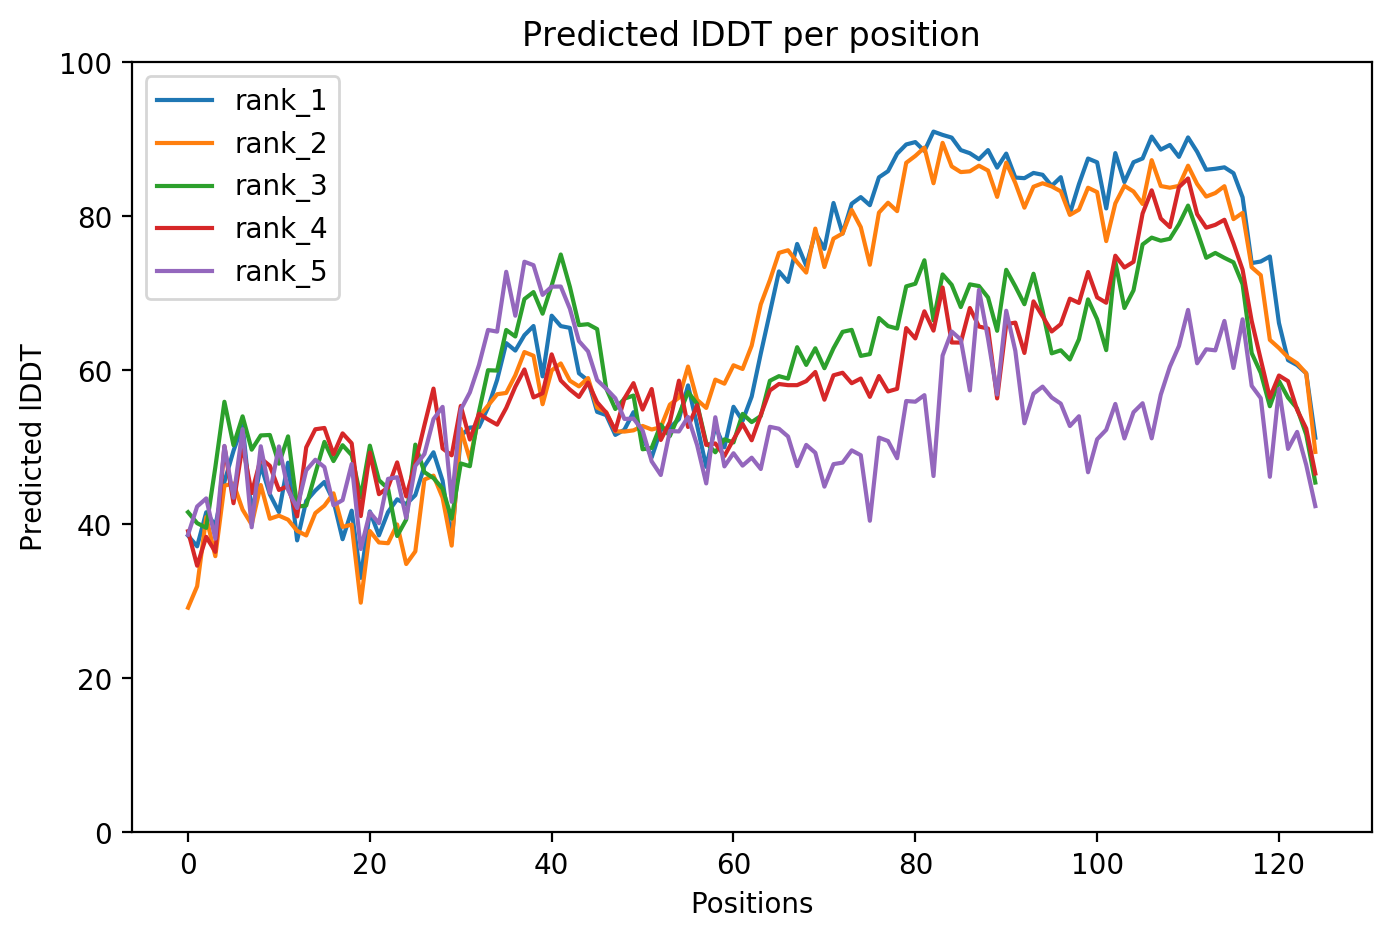 Predicted lDDT per position
100
80
60
40
20
0
Predicted lDDT
rank_1
rank_2
rank_3
rank_4
rank_5
0 20 40 60 80 100 120
Positions